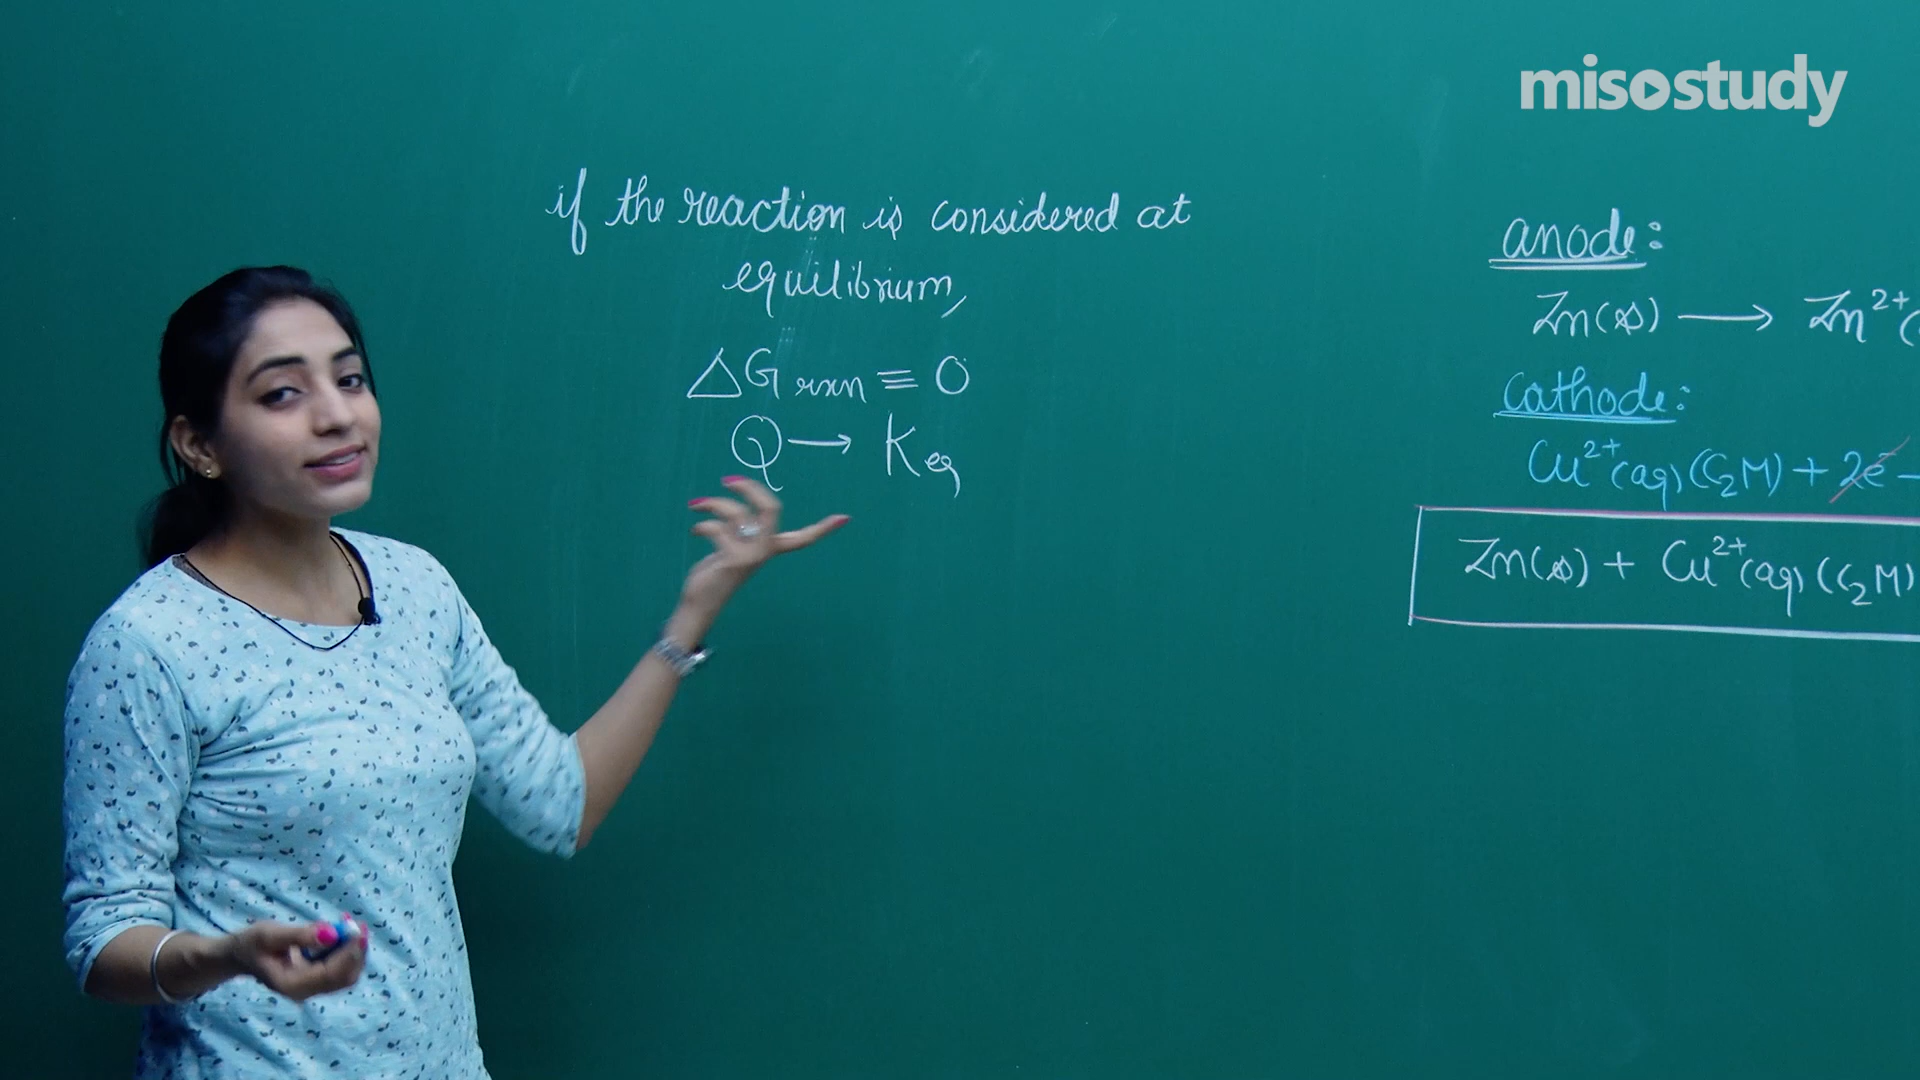 misostudy
if the reaction is considered at
equilibrium,
△G rxn ≡ 0
Q → Keq
anode:
Zn(s) → Zn²⁺(
Cathode:
Cu²⁺(aq)(C₂M) + 2e⁻ -
Zn(s) + Cu²⁺(aq)(C₂M)